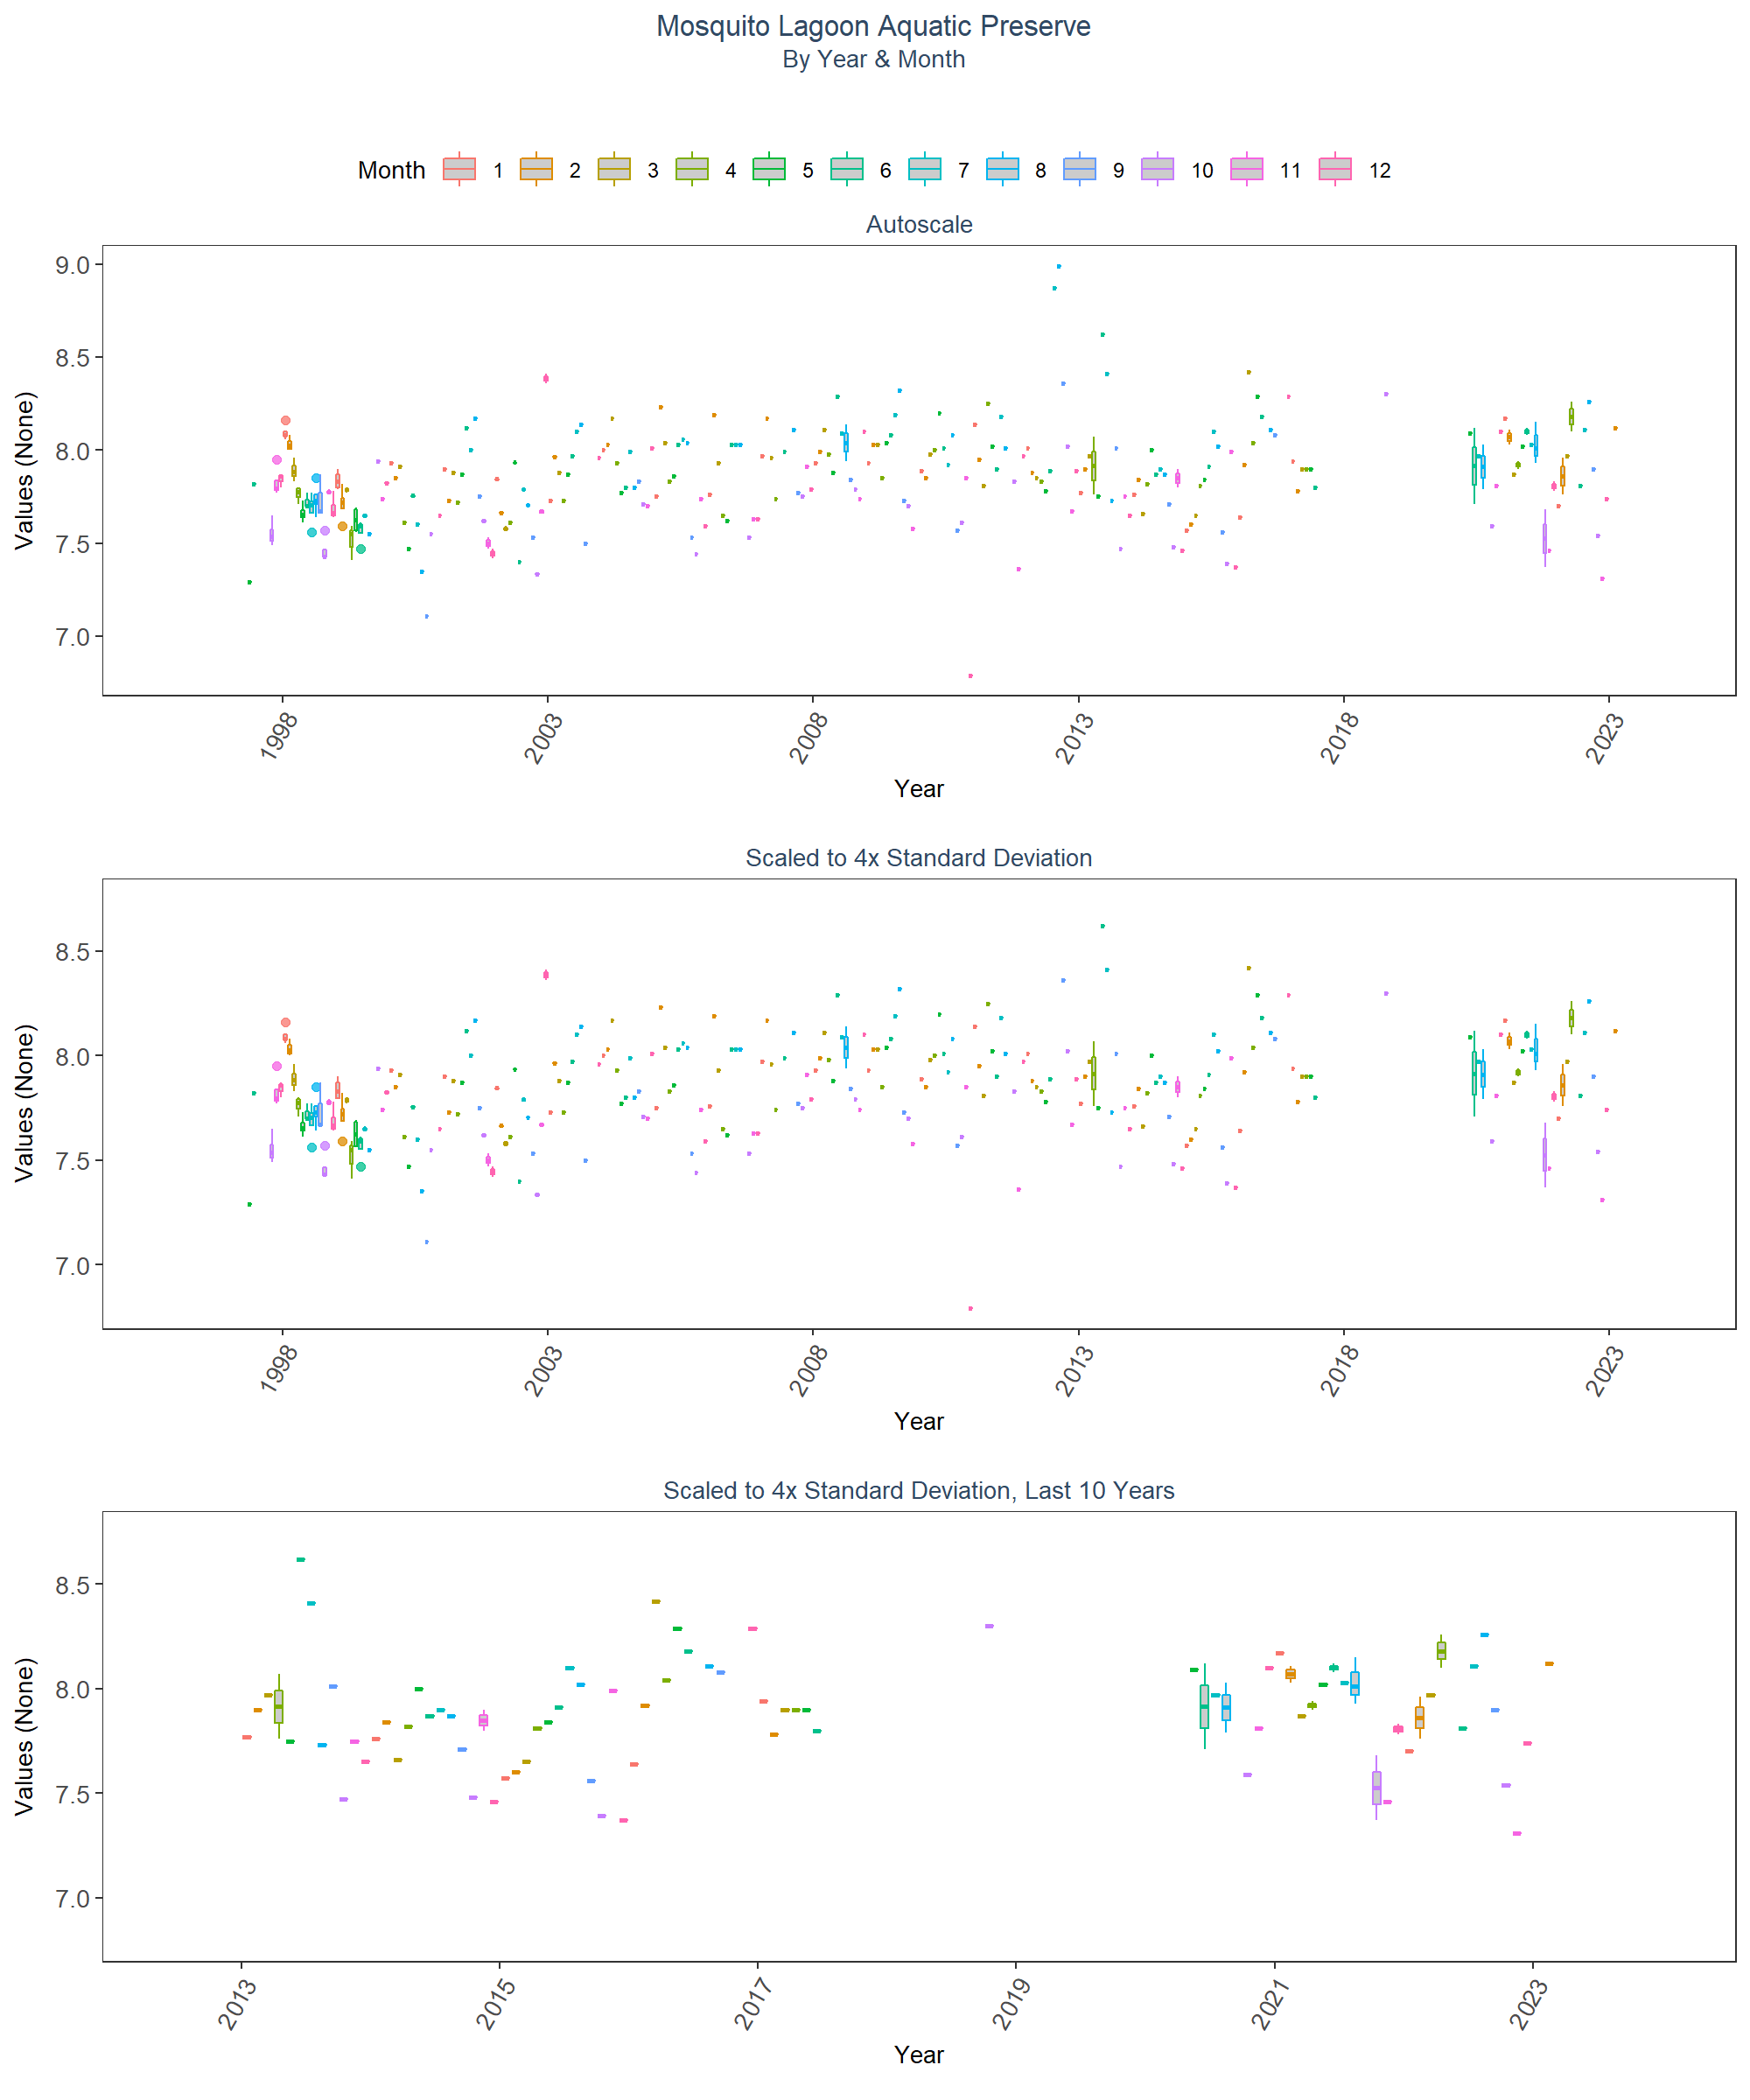 Mosquito Lagoon Aquatic Preserve
By Year & Month
Month 1 2 3 4 5 6 7 8 9 10 11 12
Autoscale
Values (None)
9.0
8.5
8.0
7.5
7.0
1998 2003 2008 2013 2018 2023
Year
Scaled to 4x Standard Deviation
Values (None)
8.5
8.0
7.5
7.0
1998 2003 2008 2013 2018 2023
Year
Scaled to 4x Standard Deviation, Last 10 Years
Values (None)
8.5
8.0
7.5
7.0
2013 2015 2017 2019 2021 2023
Year